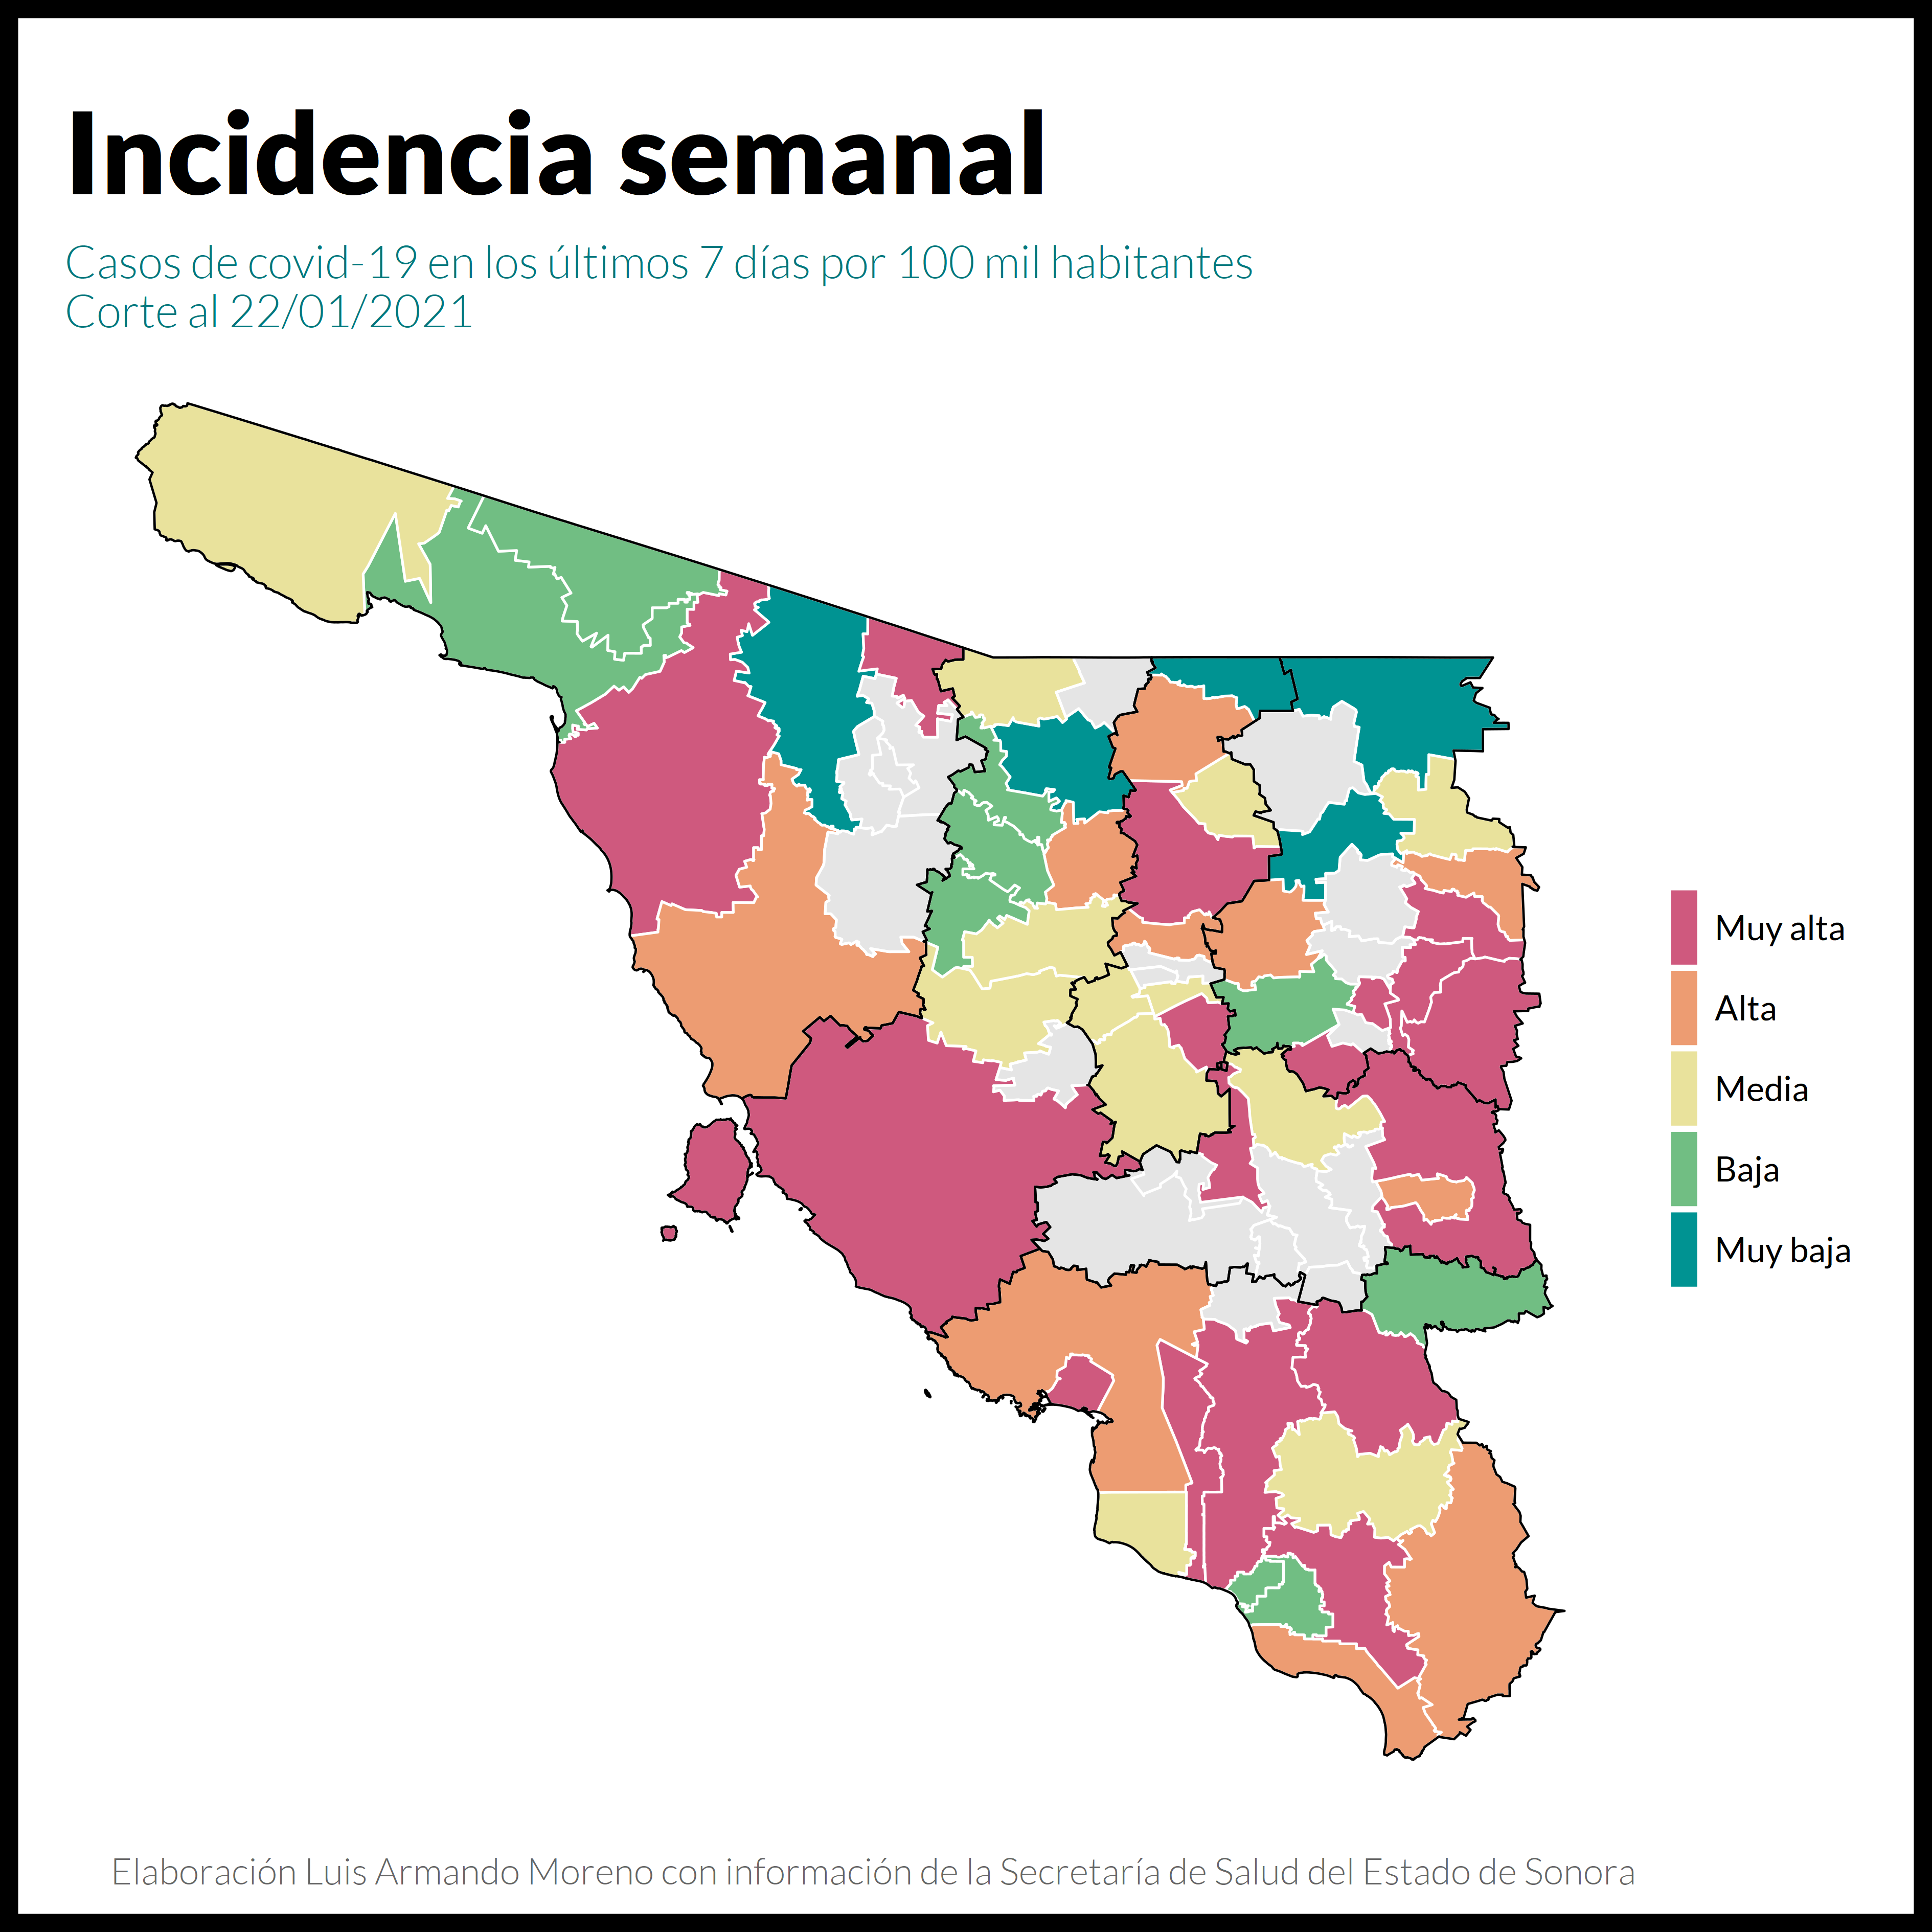 Incidencia semanal
Casos de covid-19 en los últimos 7 días por 100 mil habitantes
Corte al 22/01/2021
Muy alta
Alta
Media
Baja
Muy baja
Elaboración Luis Armando Moreno con información de la Secretaría de Salud del Estado de Sonora